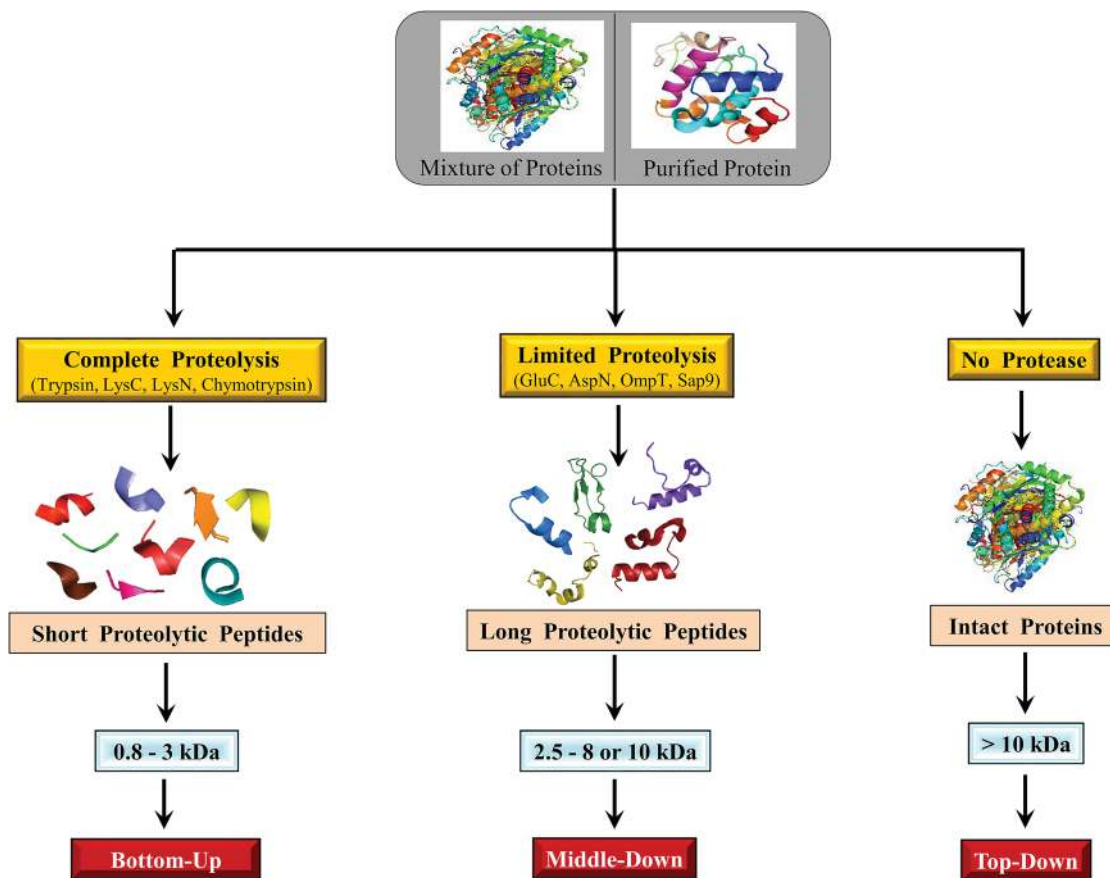 Mixture of Proteins
Purified Protein
Complete Proteolysis
(Trypsin, LysC, LysN, Chymotrypsin)
Limited Proteolysis
(GluC, AspN, OmpT, Sap9)
No Protease
Short Proteolytic Peptides
Long Proteolytic Peptides
Intact Proteins
0.8 - 3 kDa
2.5 - 8 or 10 kDa
> 10 kDa
Bottom-Up
Middle-Down
Top-Down